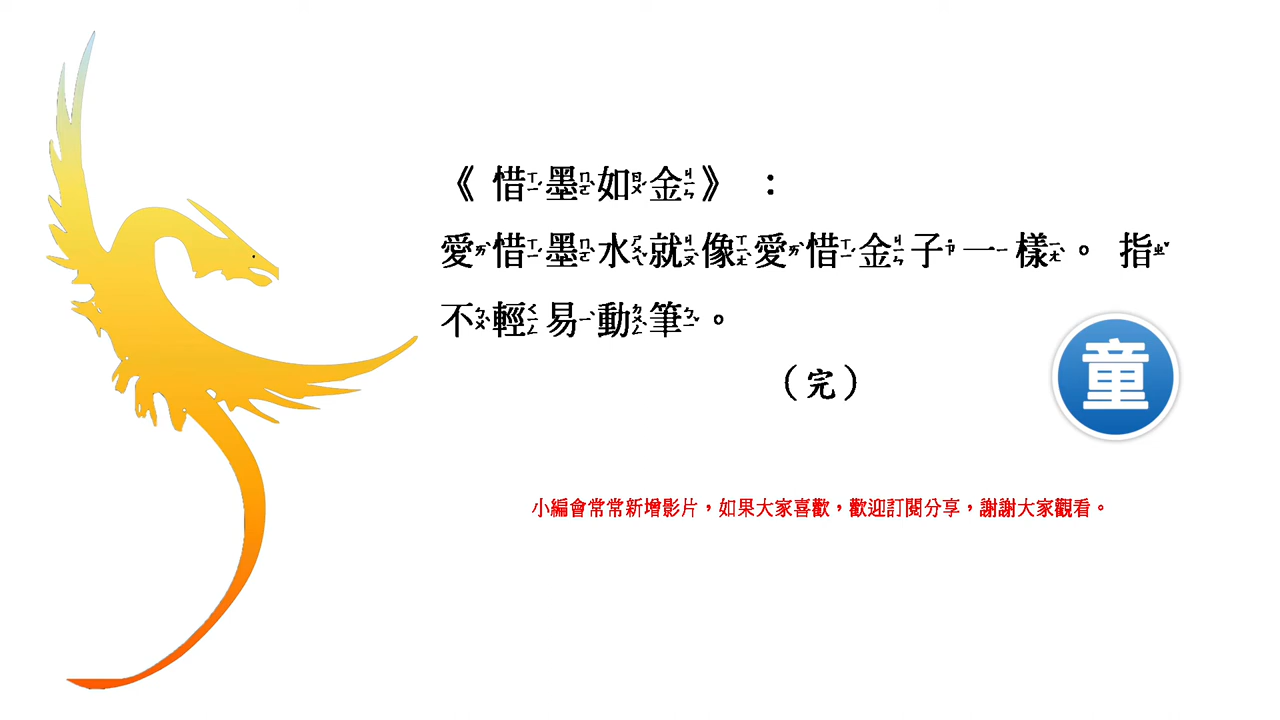 《惜墨如金》：
愛惜墨水就像愛惜金子一樣。指
不輕易動筆。
（完）
童
小編會常常新增影片，如果大家喜歡，歡迎訂閱分享，謝謝大家觀看。